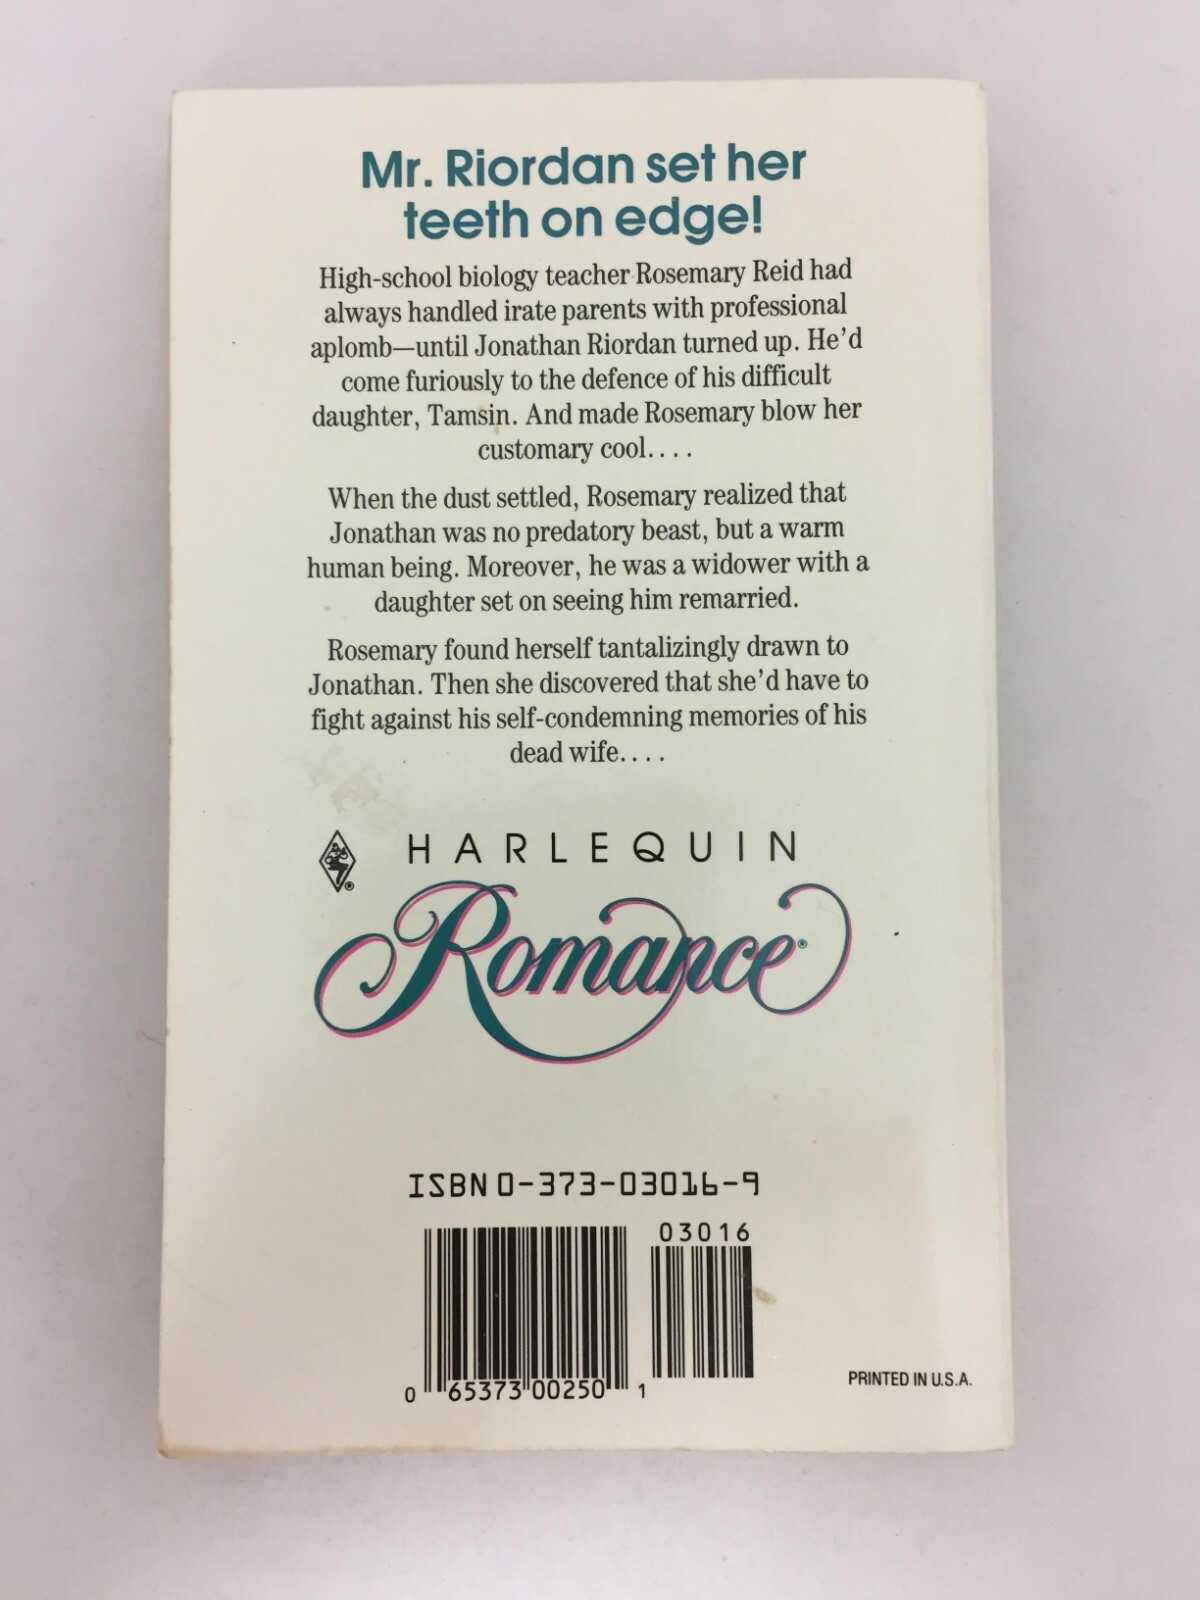 Mr. Riordan set her
teeth on edge!
High-school biology teacher Rosemary Reid had
always handled irate parents with professional
aplomb—until Jonathan Riordan turned up. He'd
come furiously to the defence of his difficult
daughter, Tamsin. And made Rosemary blow her
customary cool....
When the dust settled, Rosemary realized that
Jonathan was no predatory beast, but a warm
human being. Moreover, he was a widower with a
daughter set on seeing him remarried.
Rosemary found herself tantalizingly drawn to
Jonathan. Then she discovered that she'd have to
fight against his self-condemning memories of his
dead wife....
HARLEQUIN
®
Romance®
ISBN 0-373-03016-9
03016
0 65373 00250 1
PRINTED IN U.S.A.